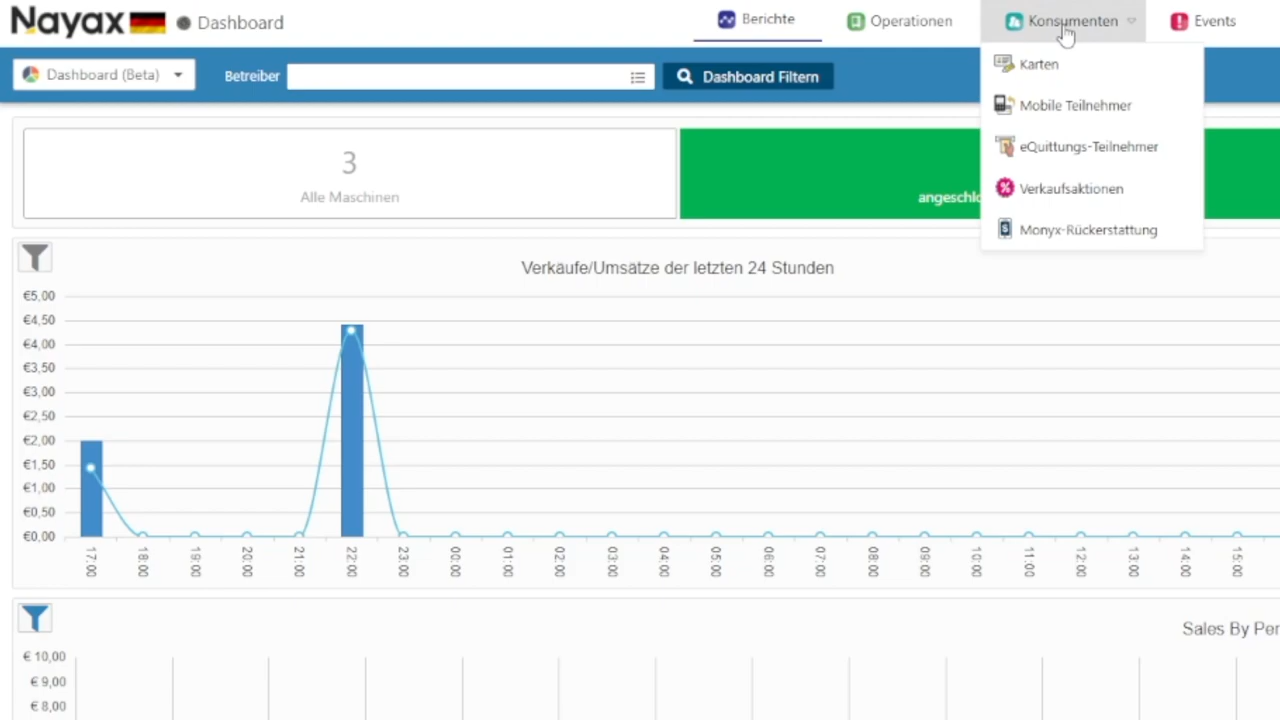 Nayax Dashboard Berichte Operationen Konsumenten Events
Dashboard (Beta) Betreiber Dashboard Filtern
Karten
Mobile Teilnehmer
eQuittungs-Teilnehmer
Verkaufsaktionen
Monyx-Rückerstattung
3
Alle Maschinen
angeschlo
Verkäufe/Umsätze der letzten 24 Stunden
€5,00
€4,50
€4,00
€3,50
€3,00
€2,50
€2,00
€1,50
€1,00
€0,50
€0,00
17:00 18:00 19:00 20:00 21:00 22:00 23:00 00:00 01:00 02:00 03:00 04:00 05:00 06:00 07:00 08:00 09:00 10:00 11:00 12:00 13:00 14:00 15:00
Sales By Per
€ 10,00
€ 9,00
€ 8,00